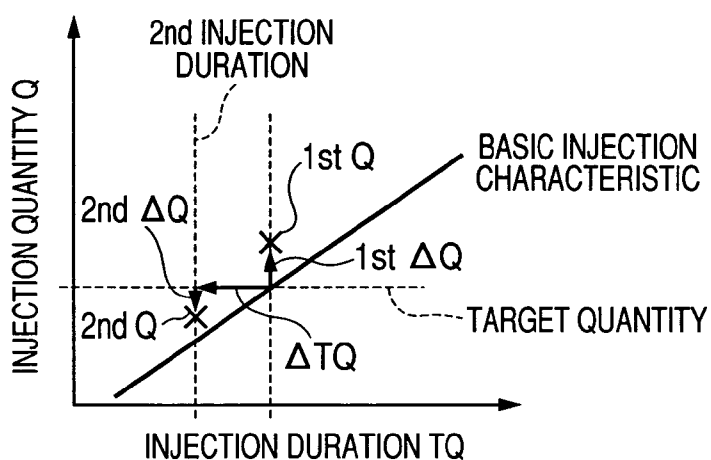 2nd INJECTION
DURATION
INJECTION QUANTITY Q
1st Q
BASIC INJECTION
CHARACTERISTIC
2nd ΔQ
1st ΔQ
2nd Q
TARGET QUANTITY
ΔTQ
INJECTION DURATION TQ